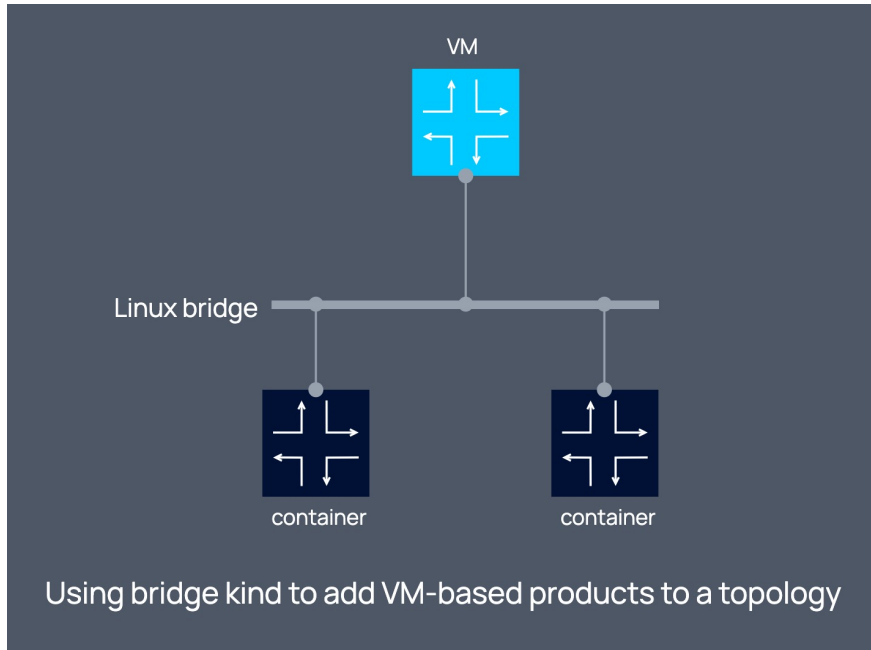 VM
Linux bridge
container
container
Using bridge kind to add VM-based products to a topology